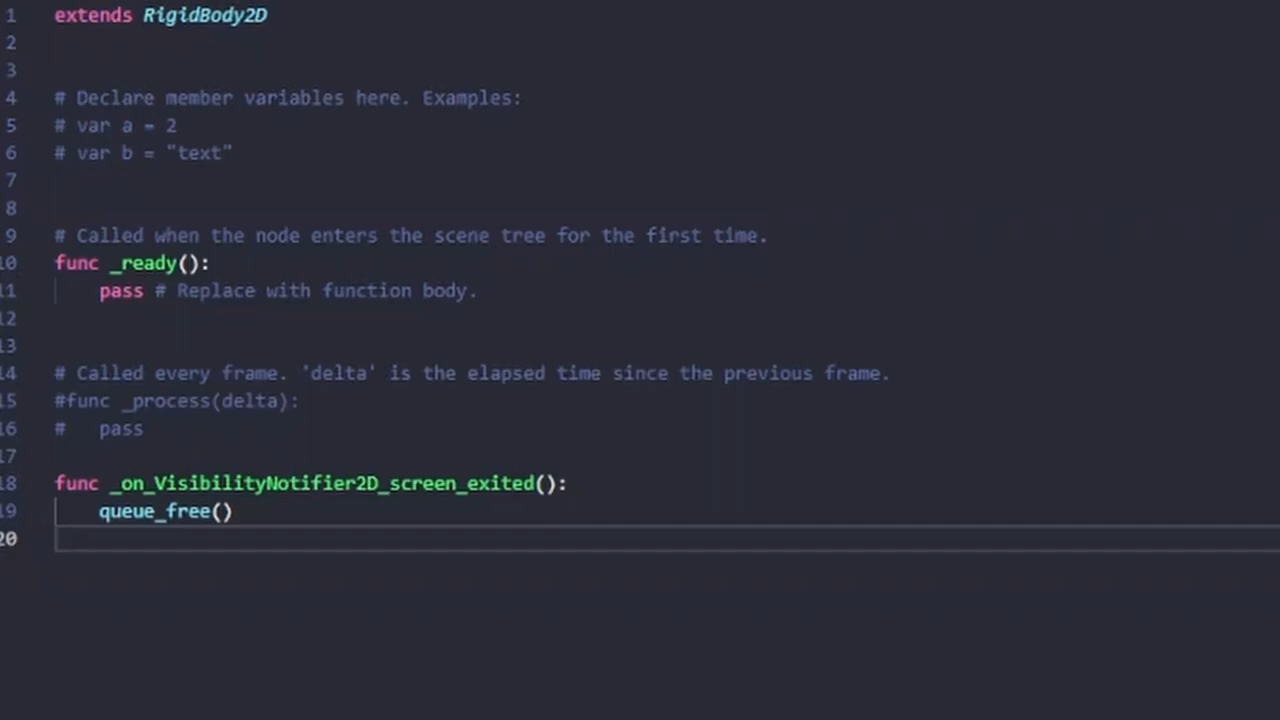 1 extends RigidBody2D
2
3
4 # Declare member variables here. Examples:
5 # var a = 2
6 # var b = "text"
7
8
9 # Called when the node enters the scene tree for the first time.
10 func _ready():
11 pass # Replace with function body.
12
13
14 # Called every frame. 'delta' is the elapsed time since the previous frame.
15 #func _process(delta):
16 # pass
17
18 func _on_VisibilityNotifier2D_screen_exited():
19 queue_free()
20